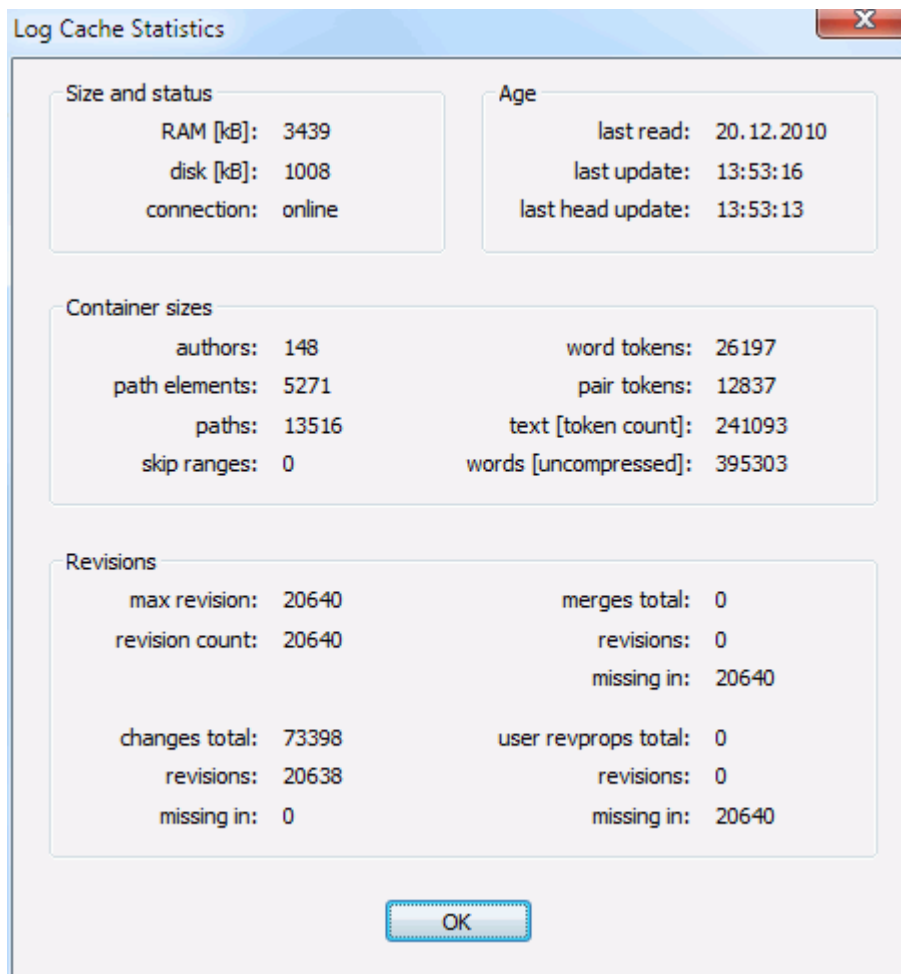 Log Cache Statistics
Size and status
RAM [kB]: 3439
disk [kB]: 1008
connection: online
Age
last read: 20.12.2010
last update: 13:53:16
last head update: 13:53:13
Container sizes
authors: 148
path elements: 5271
paths: 13516
skip ranges: 0
word tokens: 26197
pair tokens: 12837
text [token count]: 241093
words [uncompressed]: 395303
Revisions
max revision: 20640
revision count: 20640
merges total: 0
revisions: 0
missing in: 20640
changes total: 73398
revisions: 20638
missing in: 0
user revprops total: 0
revisions: 0
missing in: 20640
OK